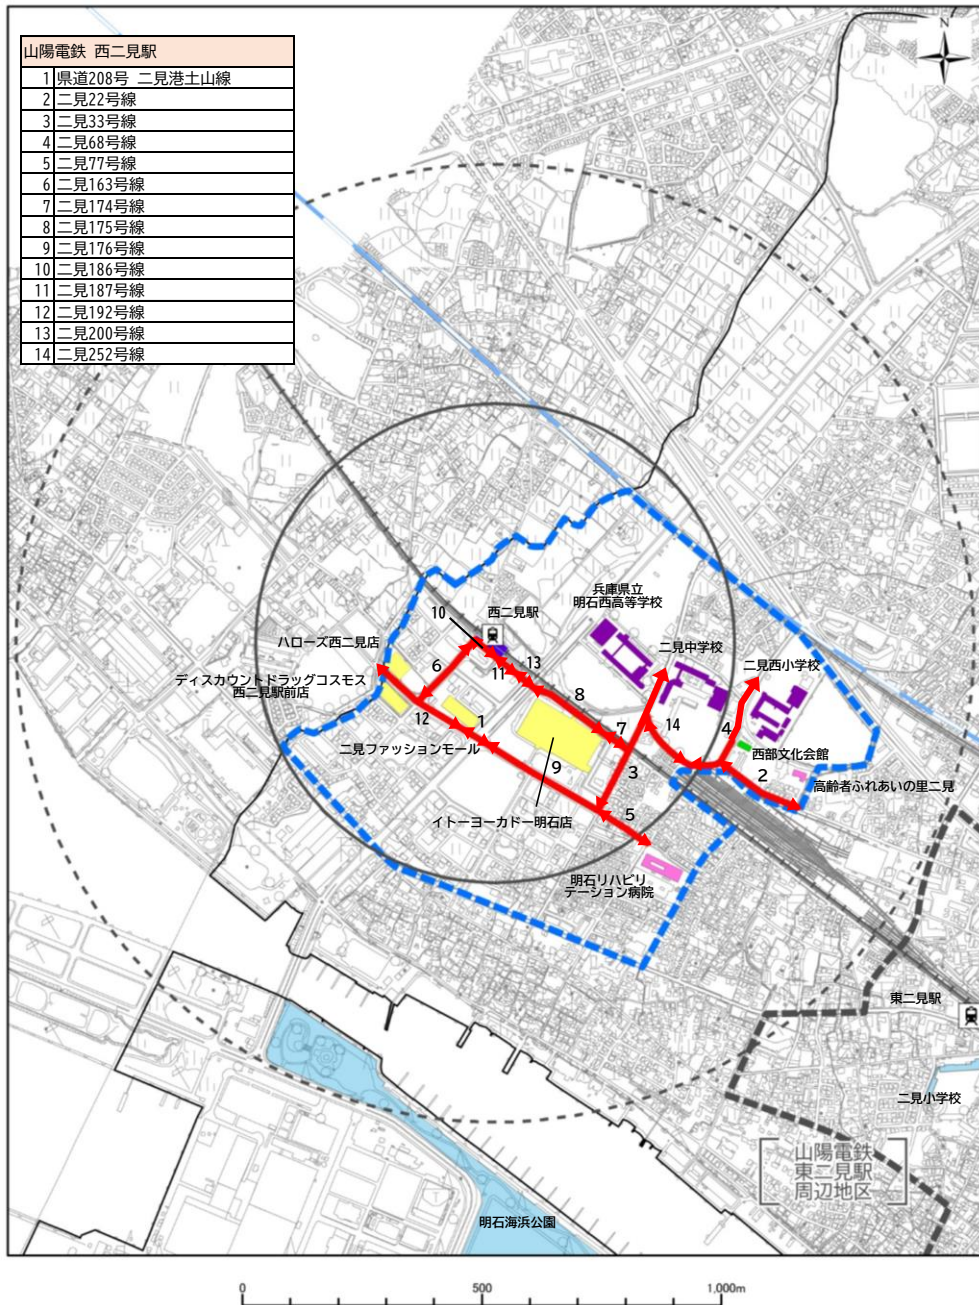 N
山陽電鉄 西二見駅
1 県道208号 二見港土山線
2 二見22号線
3 二見33号線
4 二見68号線
5 二見77号線
6 二見163号線
7 二見174号線
8 二見175号線
9 二見176号線
10 二見186号線
11 二見187号線
12 二見192号線
13 二見200号線
14 二見252号線
兵庫県立
明石西高等学校
西二見駅
10
二見中学校
ハローズ西二見店
二見西小学校
13
11
6
ディスカウントドラッグコスモス
西二見駅前店
8
12
1
14
7
4
二見ファッションモール
西部文化会館
9
3
2
高齢者ふれあいの里二見
イトーヨーカドー明石店
5
明石リハビリ
テーション病院
東二見駅
二見小学校
山陽電鉄
東二見駅
周辺地区
明石海浜公園
0 500 1,000m